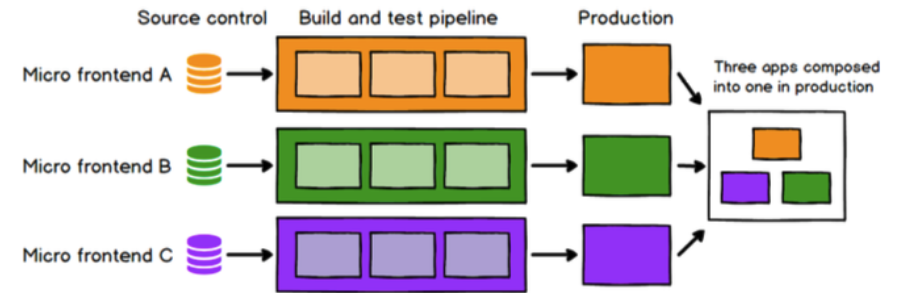 Source control
Build and test pipeline
Production
Micro frontend A
Three apps composed
into one in production
Micro frontend B
Micro frontend C